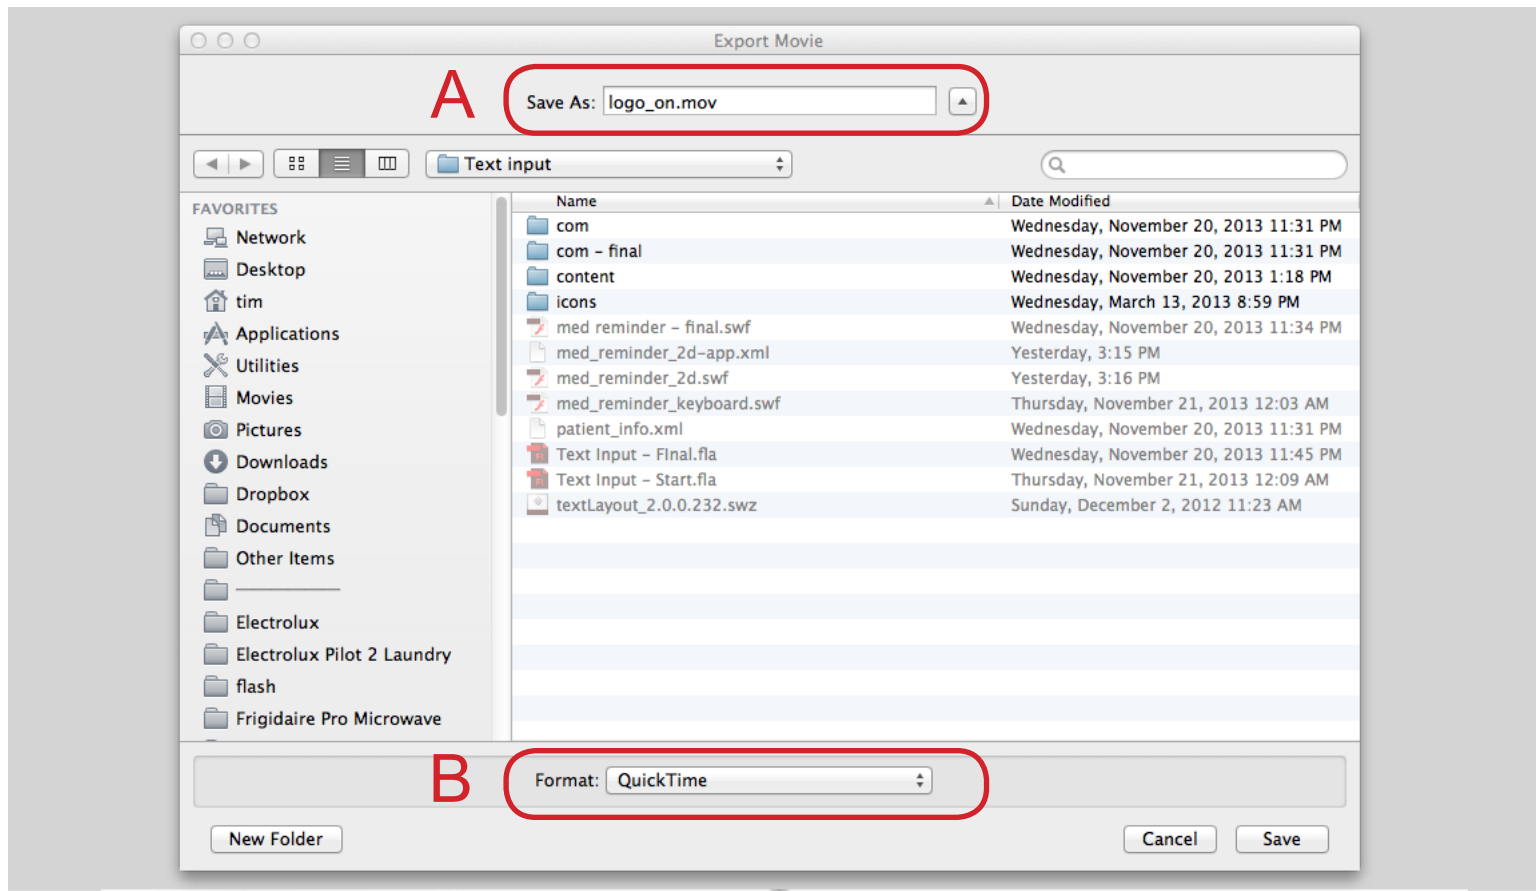 Export Movie
A
Save As: logo_on.mov
Text input
FAVORITES
Network
Desktop
tim
Applications
Utilities
Movies
Pictures
Downloads
Dropbox
Documents
Other Items
Electrolux
Electrolux Pilot 2 Laundry
flash
Frigidaire Pro Microwave
Name Date Modified
com Wednesday, November 20, 2013 11:31 PM
com – final Wednesday, November 20, 2013 11:31 PM
content Wednesday, November 20, 2013 1:18 PM
icons Wednesday, March 13, 2013 8:59 PM
med reminder – final.swf Wednesday, November 20, 2013 11:34 PM
med_reminder_2d-app.xml Yesterday, 3:15 PM
med_reminder_2d.swf Yesterday, 3:16 PM
med_reminder_keyboard.swf Thursday, November 21, 2013 12:03 AM
patient_info.xml Wednesday, November 20, 2013 11:31 PM
Text Input – FInal.fla Wednesday, November 20, 2013 11:45 PM
Text Input – Start.fla Thursday, November 21, 2013 12:09 AM
textLayout_2.0.0.232.swz Sunday, December 2, 2012 11:23 AM
B
Format: QuickTime
New Folder Cancel Save